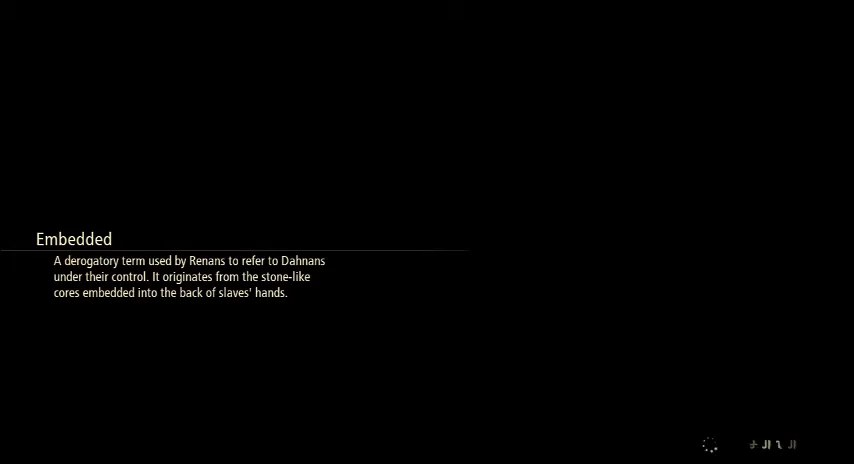 Embedded
A derogatory term used by Renans to refer to Dahnans
under their control. It originates from the stone-like
cores embedded into the back of slaves' hands.